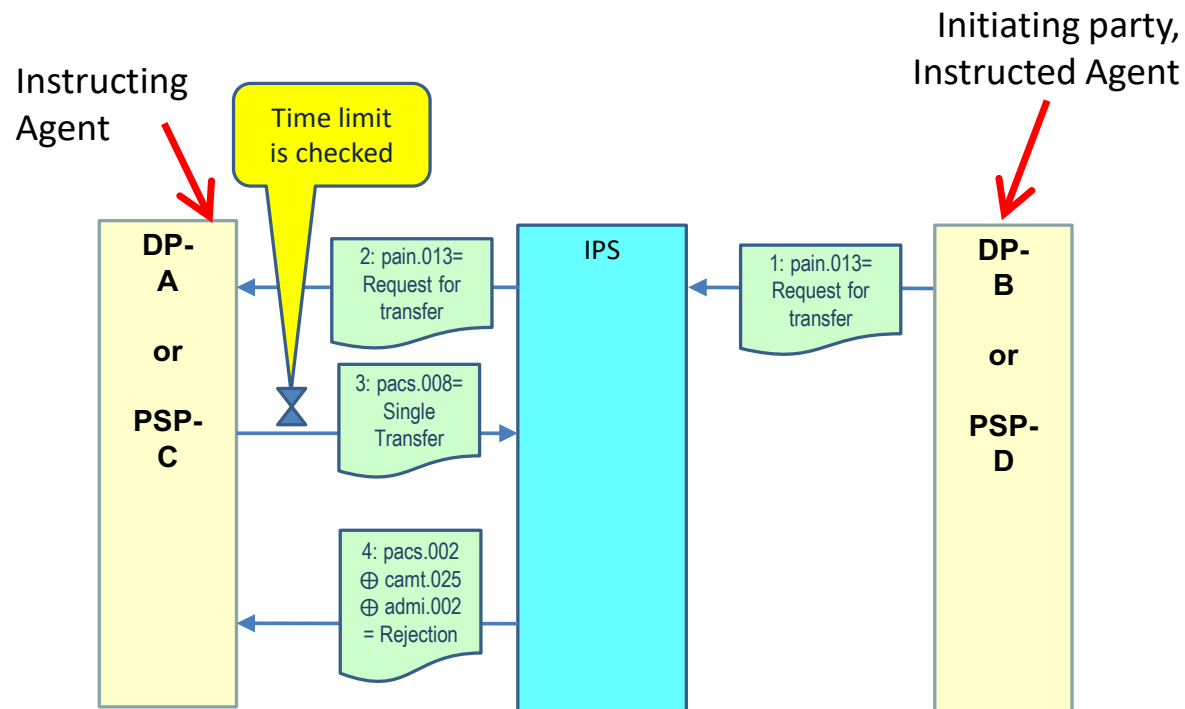 Initiating party,
Instructed Agent
Instructing
Agent
Time limit
is checked
DP-
A
or
PSP-
C
2: pain.013=
Request for
transfer
IPS
1: pain.013=
Request for
transfer
DP-
B
or
PSP-
D
3: pacs.008=
Single
Transfer
4: pacs.002
⊕ camt.025
⊕ admi.002
= Rejection